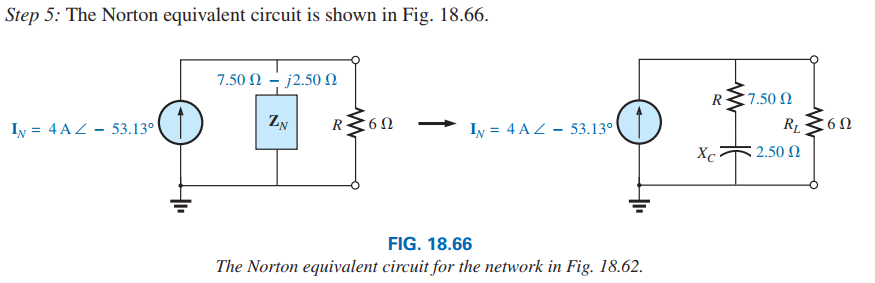 Step 5: The Norton equivalent circuit is shown in Fig. 18.66.
7.50 Ω − j2.50 Ω
I_N = 4 A ∠ − 53.13°
Z_N
R
6 Ω
I_N = 4 A ∠ − 53.13°
R
7.50 Ω
R_L
6 Ω
X_C
2.50 Ω
FIG. 18.66
The Norton equivalent circuit for the network in Fig. 18.62.